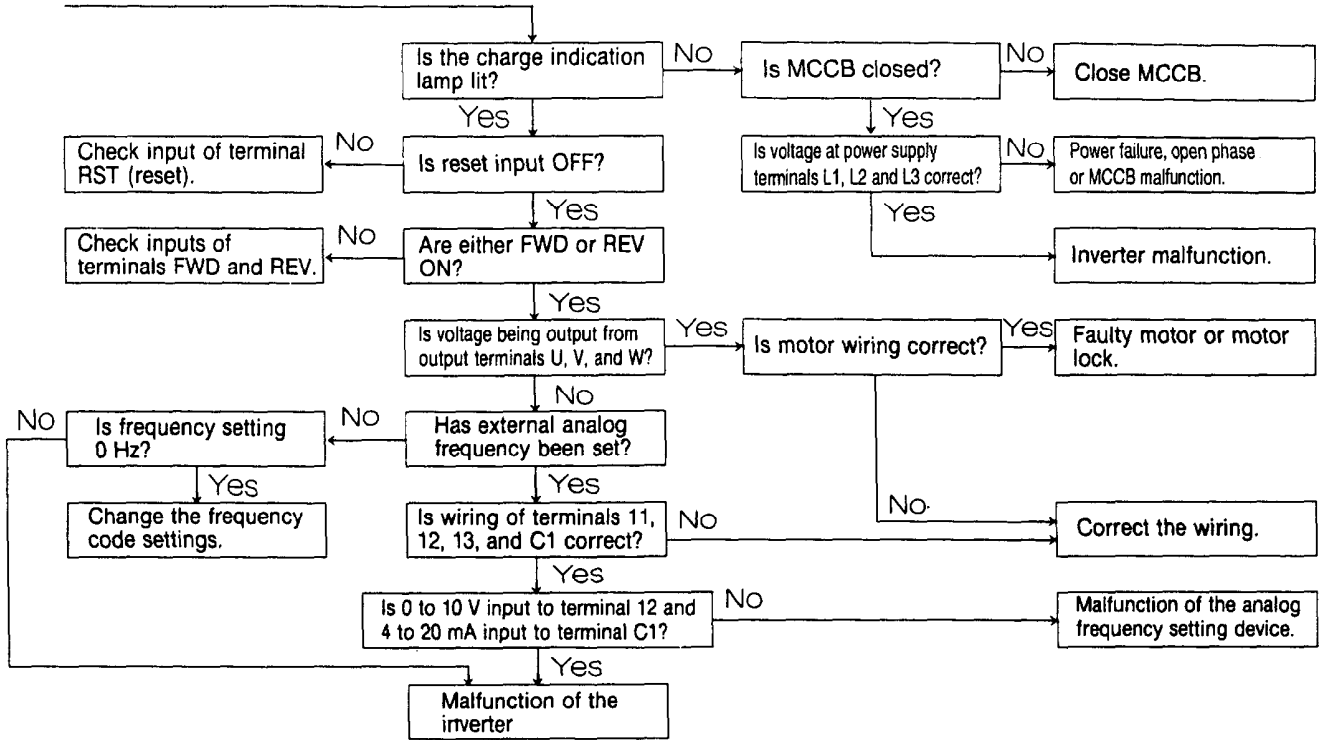 Is the charge indication
lamp lit?
No
Is MCCB closed?
No
Close MCCB.
Yes
Yes
Check input of terminal
RST (reset).
No
Is reset input OFF?
Is voltage at power supply
terminals L1, L2 and L3 correct?
No
Power failure, open phase
or MCCB malfunction.
Yes
Yes
Check inputs of
terminals FWD and REV.
No
Are either FWD or REV
ON?
Inverter malfunction.
Yes
Is voltage being output from
output terminals U, V, and W?
Yes
Is motor wiring correct?
Yes
Faulty motor or motor
lock.
No
No
Is frequency setting
0 Hz?
No
Has external analog
frequency been set?
Yes
Yes
Change the frequency
code settings.
Is wiring of terminals 11,
12, 13, and C1 correct?
No
No
Correct the wiring.
Yes
Is 0 to 10 V input to terminal 12 and
4 to 20 mA input to terminal C1?
No
Malfunction of the analog
frequency setting device.
Yes
Malfunction of the
inverter